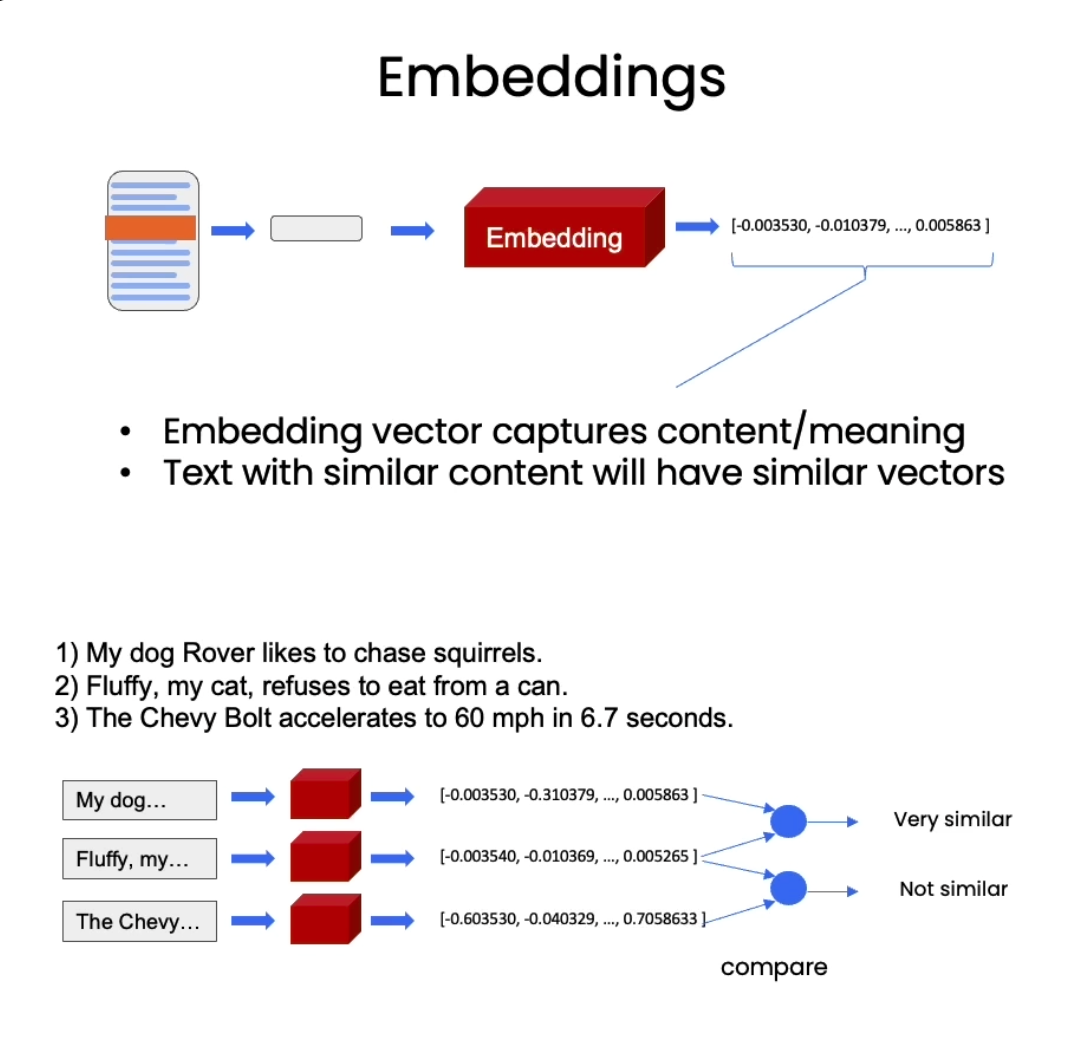 Embeddings
Embedding
[-0.003530, -0.010379, ..., 0.005863 ]
• Embedding vector captures content/meaning
• Text with similar content will have similar vectors
1) My dog Rover likes to chase squirrels.
2) Fluffy, my cat, refuses to eat from a can.
3) The Chevy Bolt accelerates to 60 mph in 6.7 seconds.
My dog...
[-0.003530, -0.310379, ..., 0.005863 ]
Very similar
Fluffy, my...
[-0.003540, -0.010369, ..., 0.005265 ]
Not similar
The Chevy...
[-0.603530, -0.040329, ..., 0.7058633 ]
compare